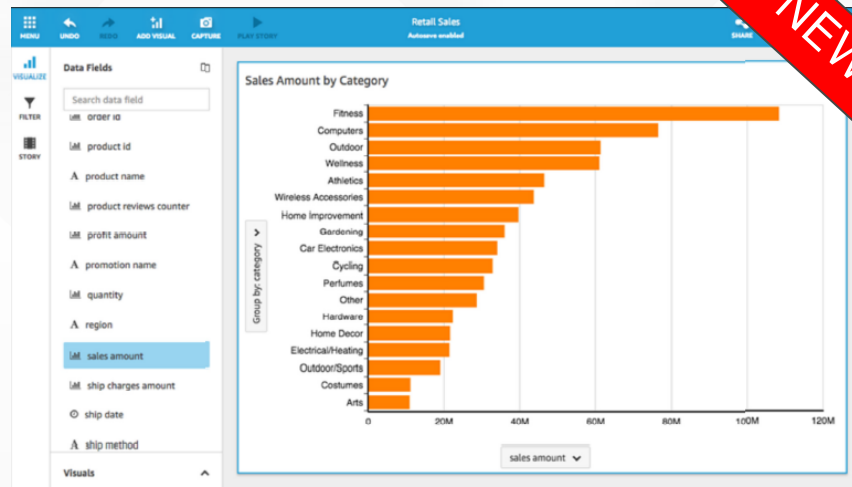 MENU
UNDO
REDO
ADD VISUAL
CAPTURE
PLAY STORY
Retail Sales
Autosave enabled
SHARE
NEW
VISUALIZE
FILTER
STORY
Data Fields
Search data field
order id
product id
product name
product reviews counter
profit amount
promotion name
quantity
region
sales amount
ship charges amount
ship date
ship method
Visuals
Sales Amount by Category
Group by: category
Fitness
Computers
Outdoor
Wellness
Athletics
Wireless Accessories
Home Improvement
Gardening
Car Electronics
Cycling
Perfumes
Other
Hardware
Home Decor
Electrical/Heating
Outdoor/Sports
Costumes
Arts
0 20M 40M 60M 80M 100M 120M
sales amount